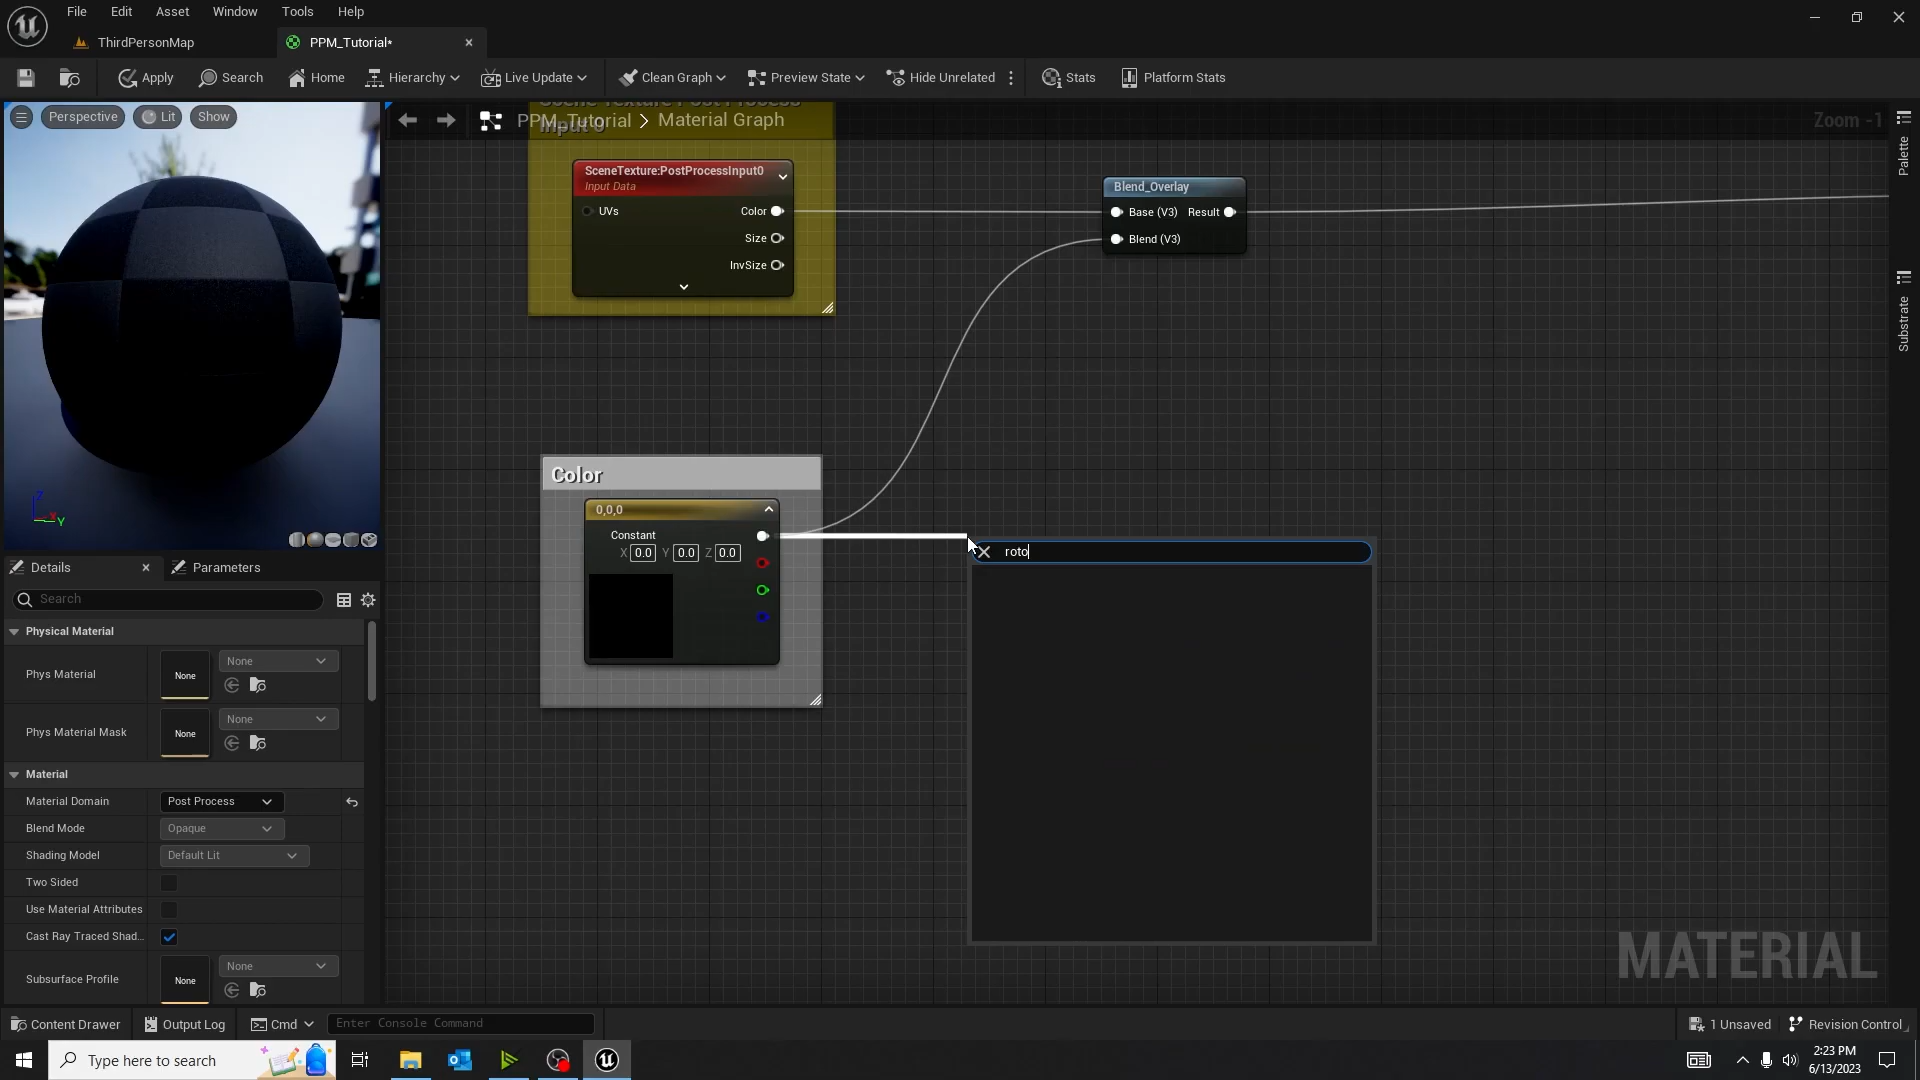 File Edit Asset Window Tools Help
ThirdPersonMap
PPM_Tutorial*
Apply Search Home Hierarchy Live Update Clean Graph Preview State Hide Unrelated Stats Platform Stats
Perspective Lit Show
Scene Texture Post Process
Input 0
PPM_Tutorial > Material Graph
Zoom -1
Palette
Substrate
SceneTexture:PostProcessInput0
Input Data
UVs Color
Size
InvSize
Blend_Overlay
Base (V3) Result
Blend (V3)
Color
0,0,0
Constant
X 0.0 Y 0.0 Z 0.0
roto
Z
X
Y
Details
Parameters
Search
Physical Material
Phys Material None None
Phys Material Mask None None
Material
Material Domain Post Process
Blend Mode Opaque
Shading Model Default Lit
Two Sided
Use Material Attributes
Cast Ray Traced Shad...
Subsurface Profile None None
MATERIAL
Content Drawer Output Log Cmd Enter Console Command 1 Unsaved Revision Control
Type here to search
2:23 PM
6/13/2023